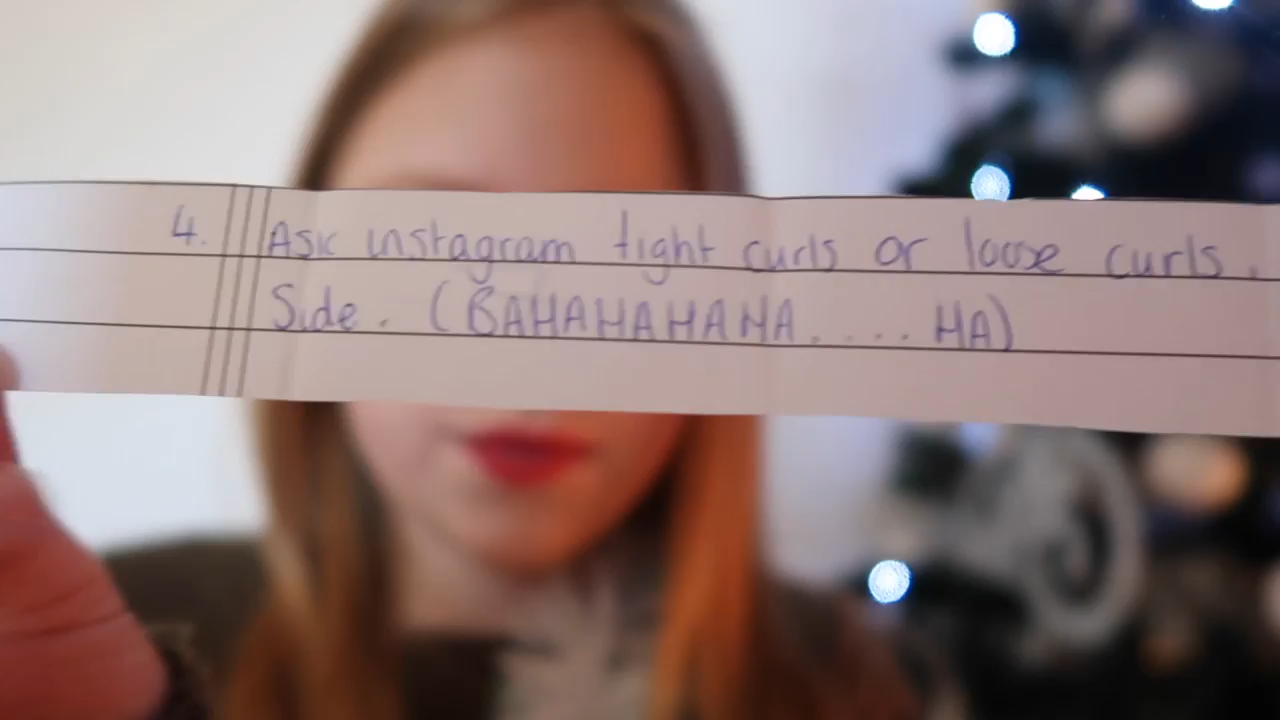 4. Ask instagram tight curls or loose curls.
Side. (BAHAHAHAHA.... HA)